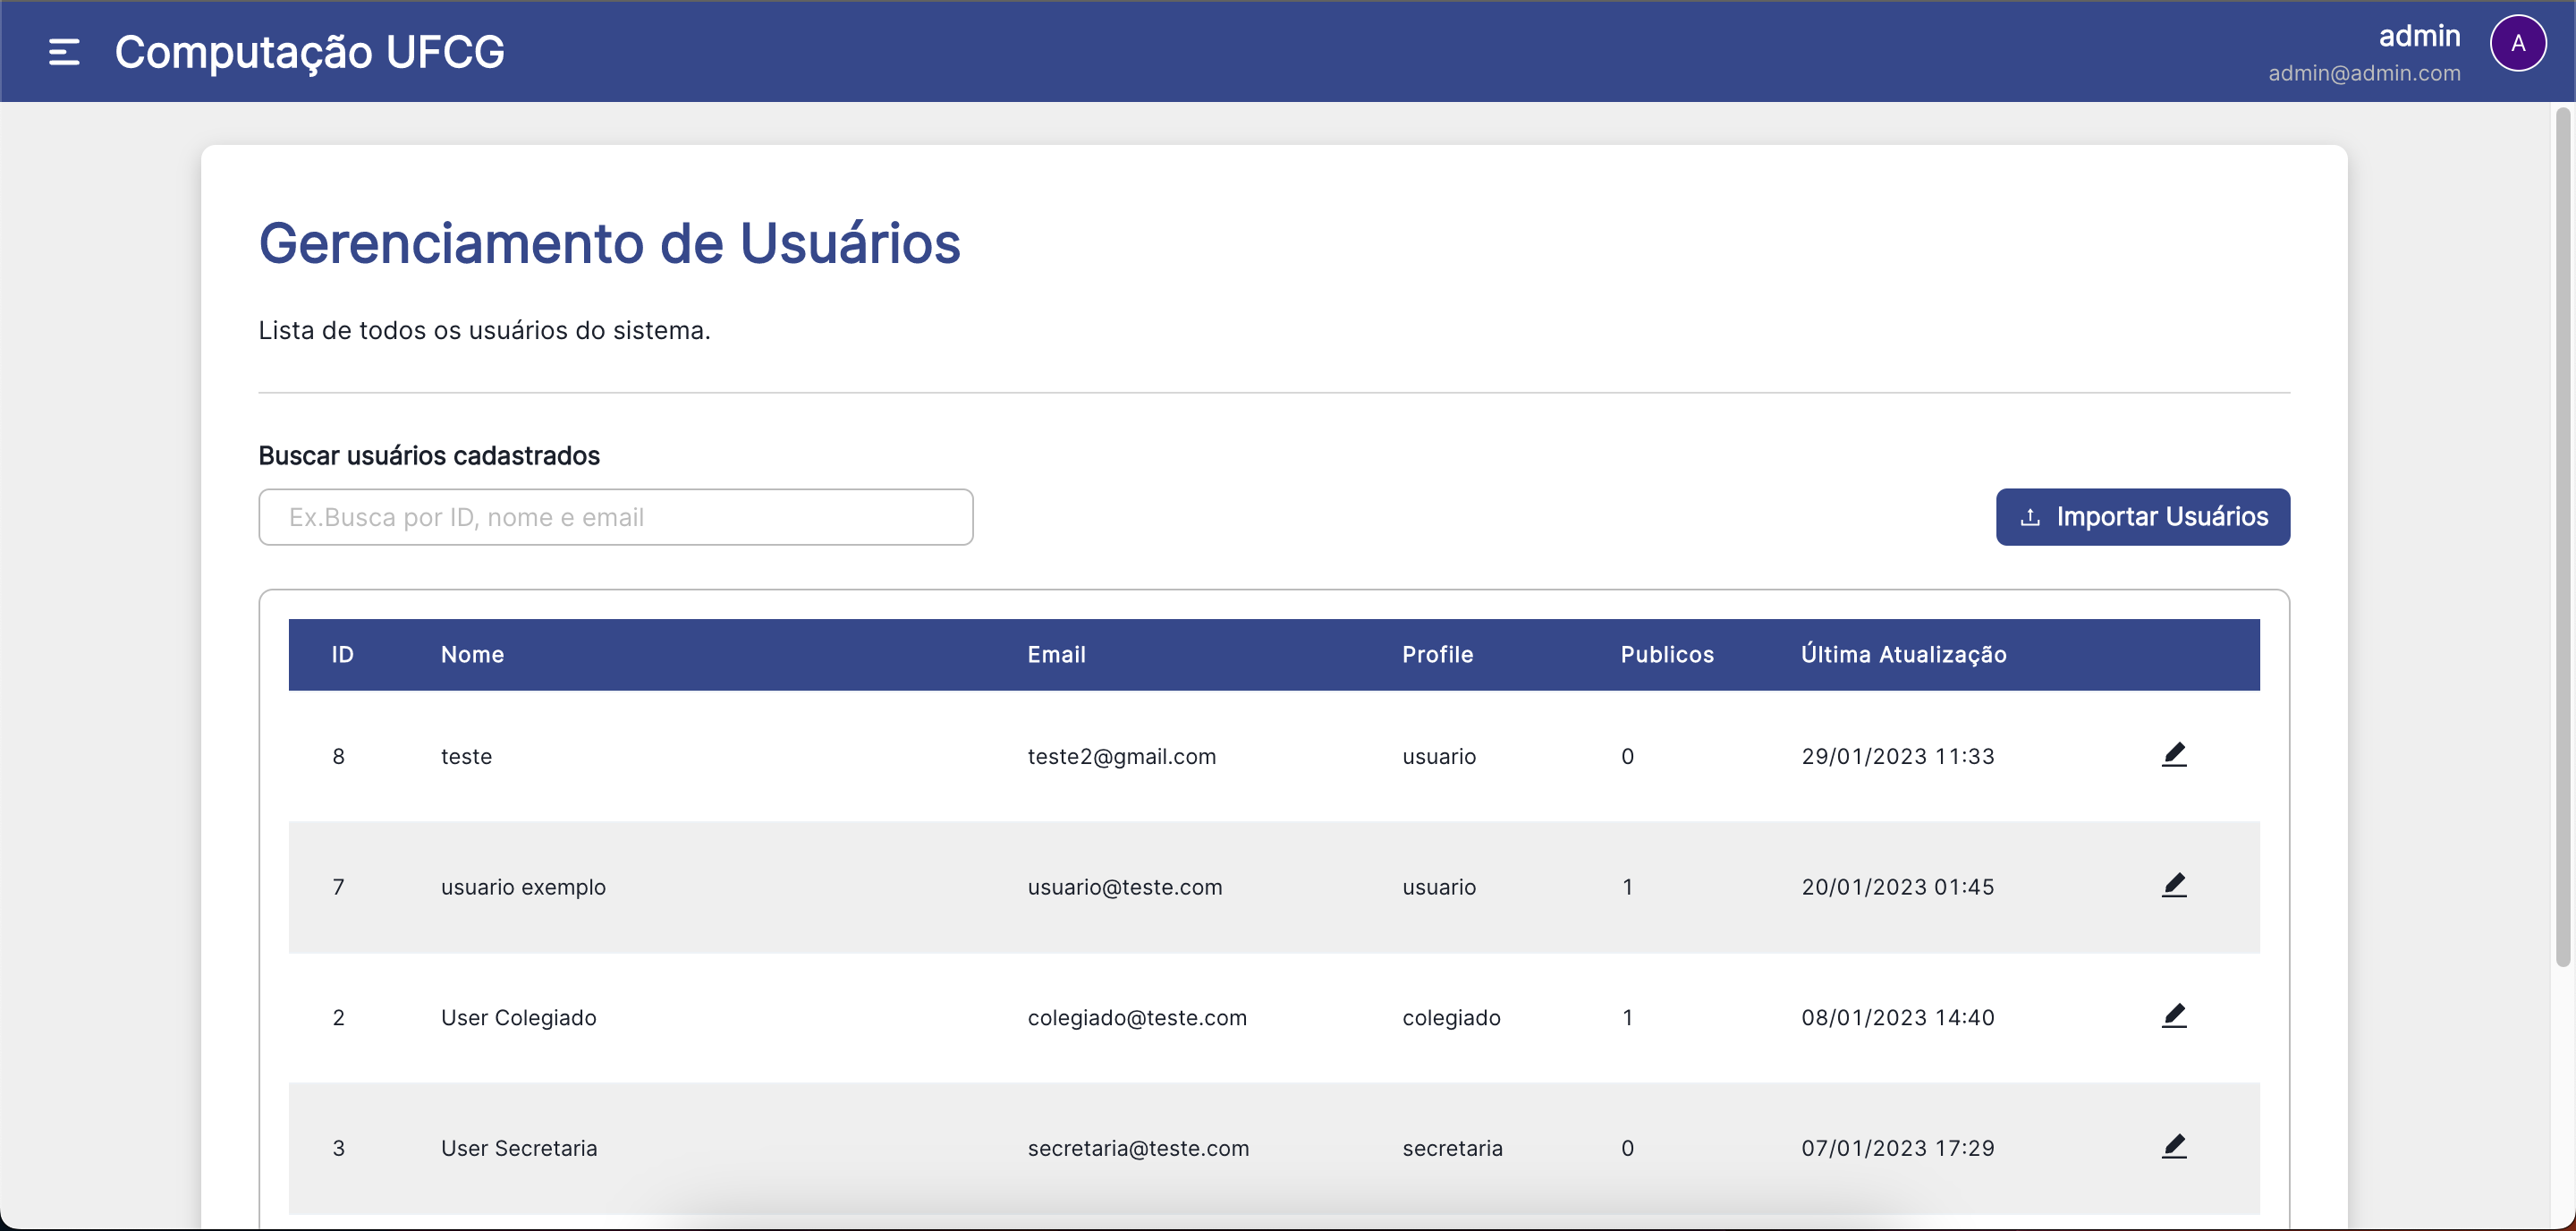 Computação UFCG
admin
admin@admin.com
A
Gerenciamento de Usuários
Lista de todos os usuários do sistema.
Buscar usuários cadastrados
Ex.Busca por ID, nome e email
Importar Usuários
ID Nome Email Profile Publicos Última Atualização
8 teste teste2@gmail.com usuario 0 29/01/2023 11:33
7 usuario exemplo usuario@teste.com usuario 1 20/01/2023 01:45
2 User Colegiado colegiado@teste.com colegiado 1 08/01/2023 14:40
3 User Secretaria secretaria@teste.com secretaria 0 07/01/2023 17:29